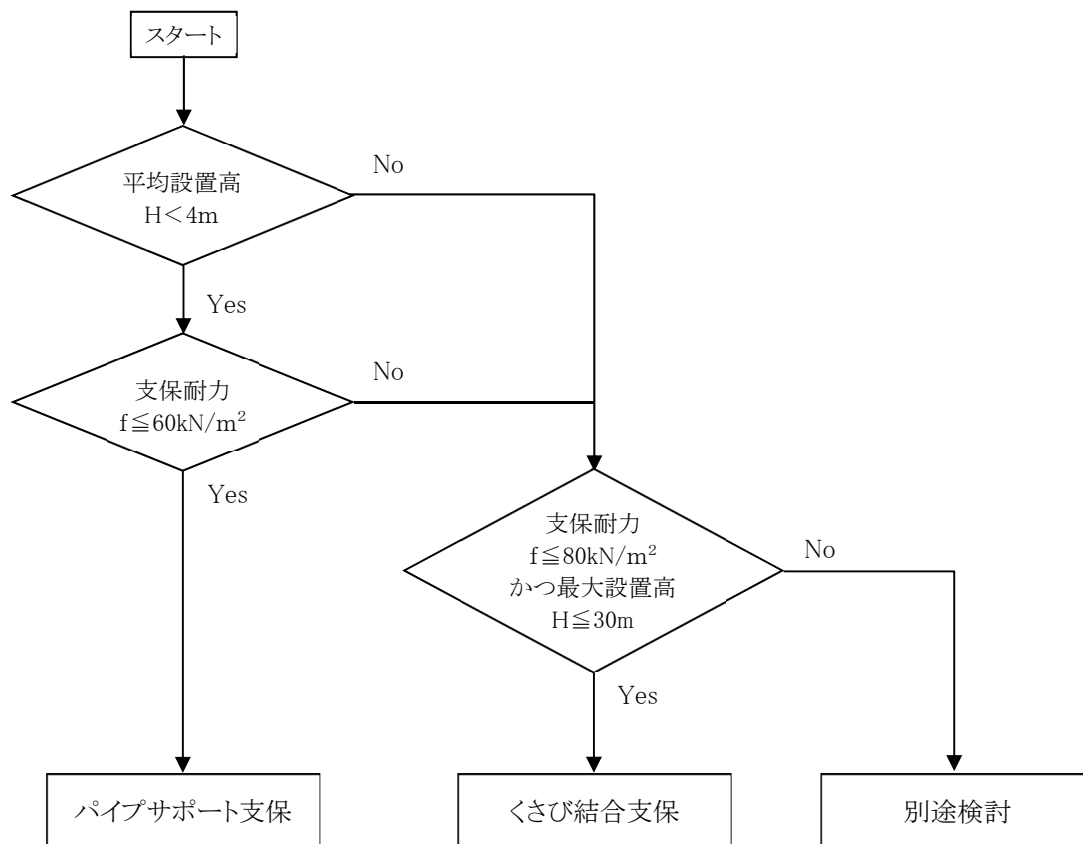 スタート
平均設置高
H＜4m
No
Yes
支保耐力
f≦60kN/m²
No
Yes
支保耐力
f≦80kN/m²
かつ最大設置高
H≦30m
No
Yes
パイプサポート支保
くさび結合支保
別途検討